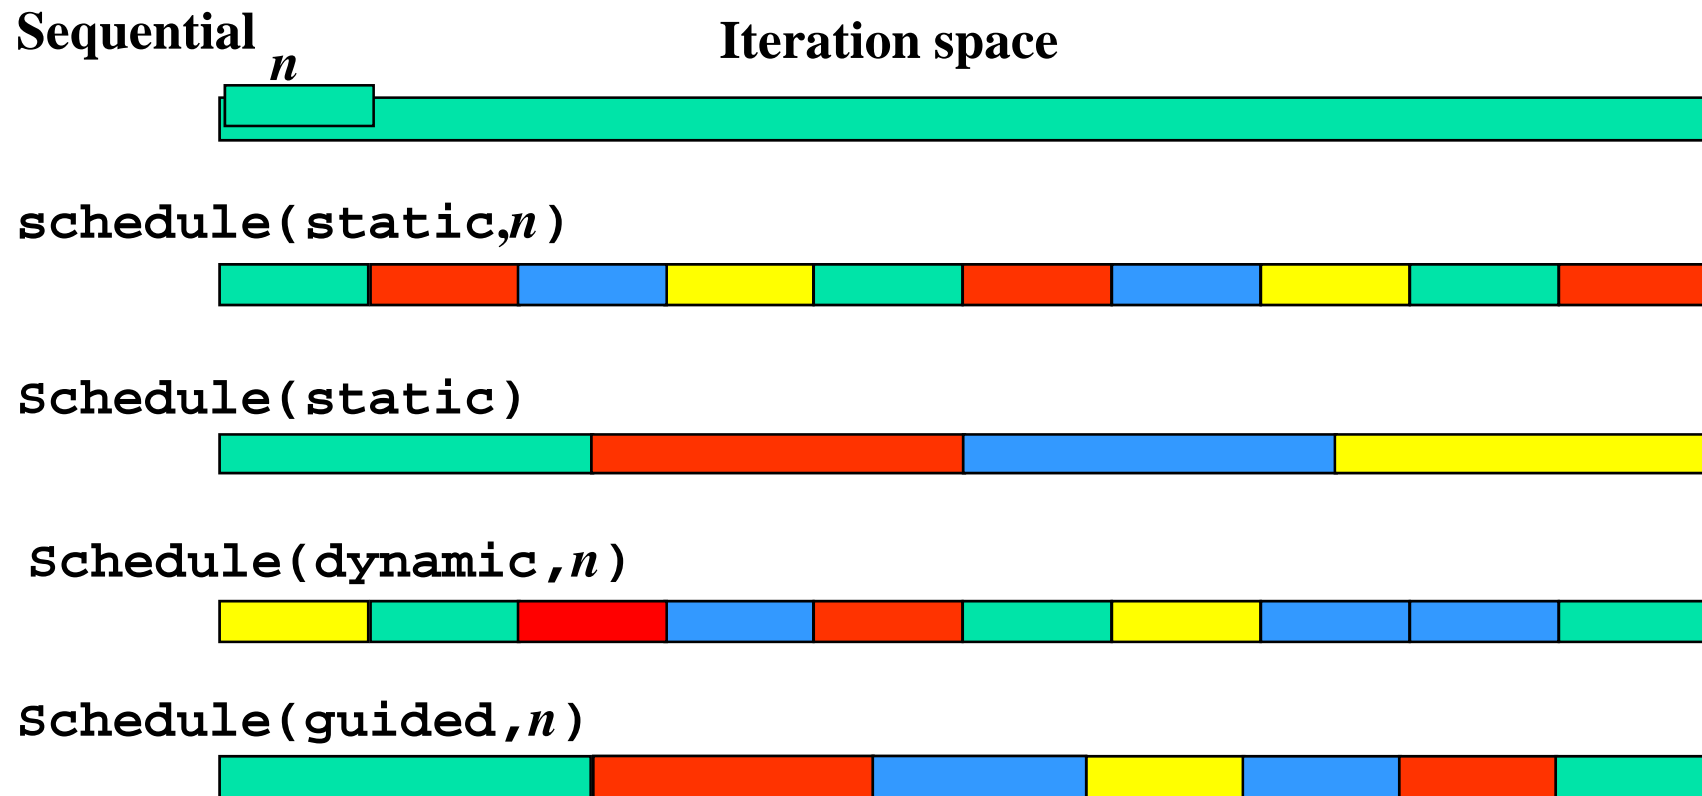 Sequential
Iteration space
n
schedule(static,n)
Schedule(static)
Schedule(dynamic,n)
Schedule(guided,n)